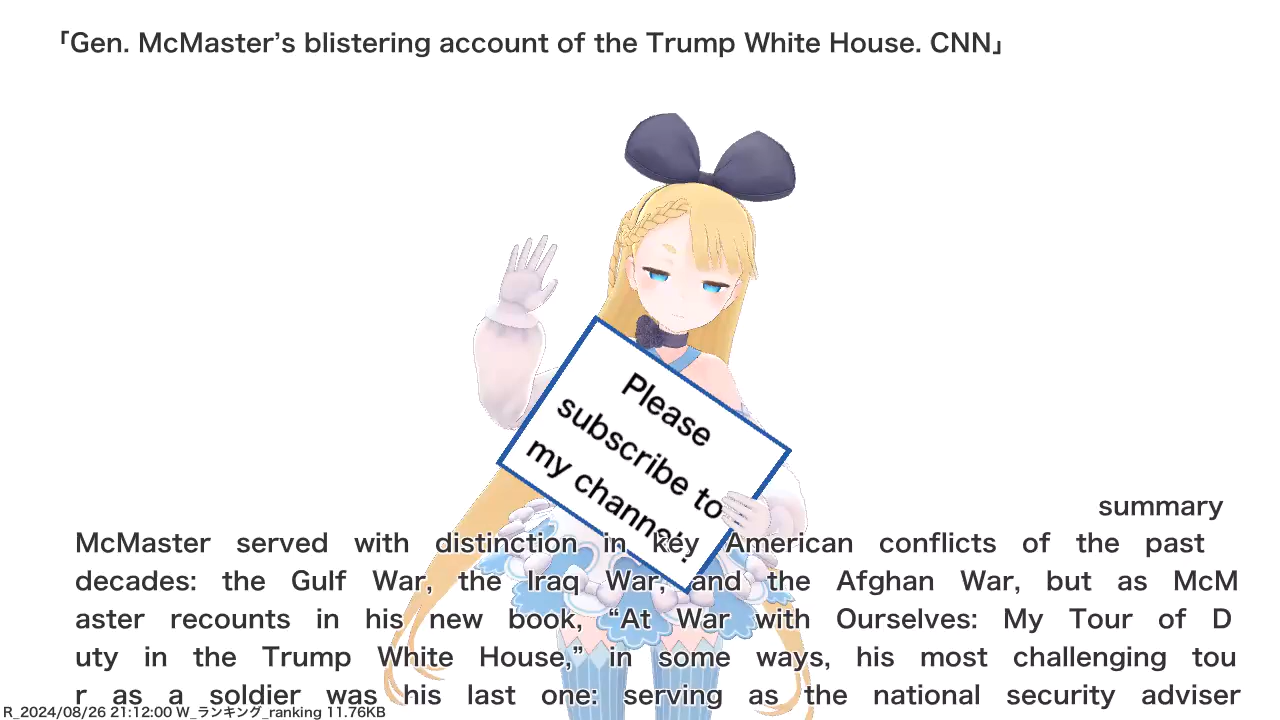 「Gen. McMaster’s blistering account of the Trump White House. CNN」
Please
subscribe to
my channel!
summary
McMaster served with distinction in key American conflicts of the past
decades: the Gulf War, the Iraq War, and the Afghan War, but as McM
aster recounts in his new book, “At War with Ourselves: My Tour of D
uty in the Trump White House,” in some ways, his most challenging tou
r as a soldier was his last one: serving as the national security adviser
R_2024/08/26 21:12:00 W_ランキング_ranking 11.76KB